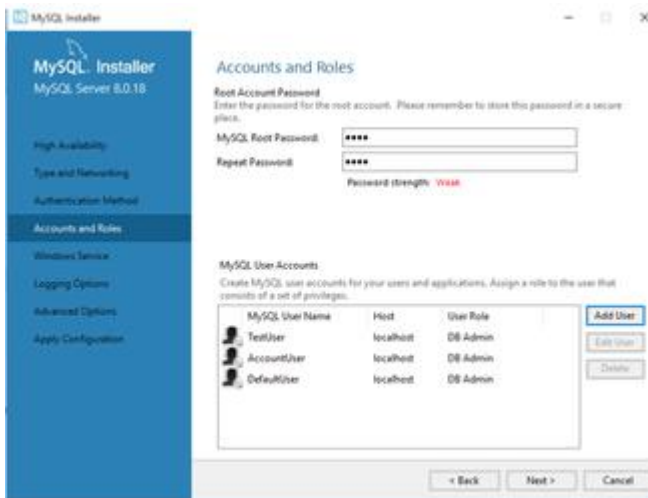 MySQL Installer
MySQL. Installer
MySQL Server 8.0.18
High Availability
Type and Networking
Authentication Method
Accounts and Roles
Windows Service
Logging Options
Advanced Options
Apply Configuration
Accounts and Roles
Root Account Password
Enter the password for the root account. Please remember to store this password in a secure
place.
MySQL Root Password: ••••
Repeat Password: ••••
Password strength: Weak
MySQL User Accounts
Create MySQL user accounts for your users and applications. Assign a role to the user that
consists of a set of privileges.
MySQL User Name Host User Role
TestUser localhost DB Admin
AccountUser localhost DB Admin
DefaultUser localhost DB Admin
Add User
Edit User
Delete
< Back Next > Cancel